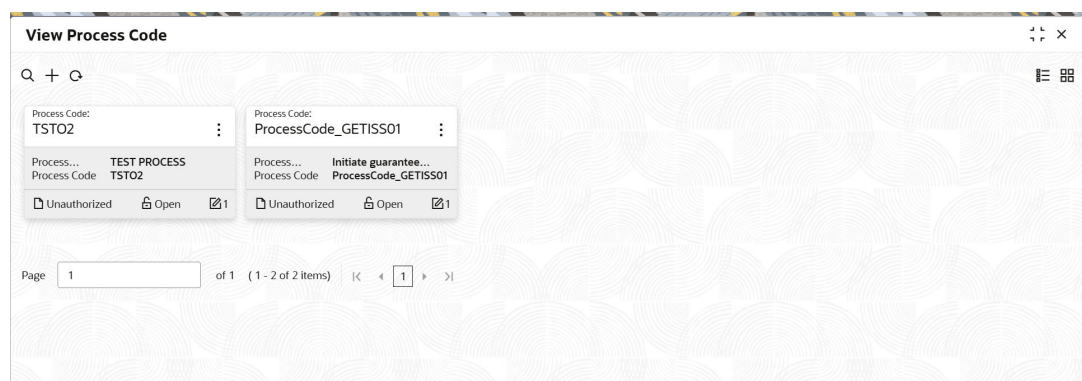 View Process Code
Process Code:
TSTO2
Process... TEST PROCESS
Process Code TSTO2
Unauthorized Open 1
Process Code:
ProcessCode_GETISS01
Process... Initiate guarantee...
Process Code ProcessCode_GETISS01
Unauthorized Open 1
Page 1 of 1 ( 1 - 2 of 2 items) 1